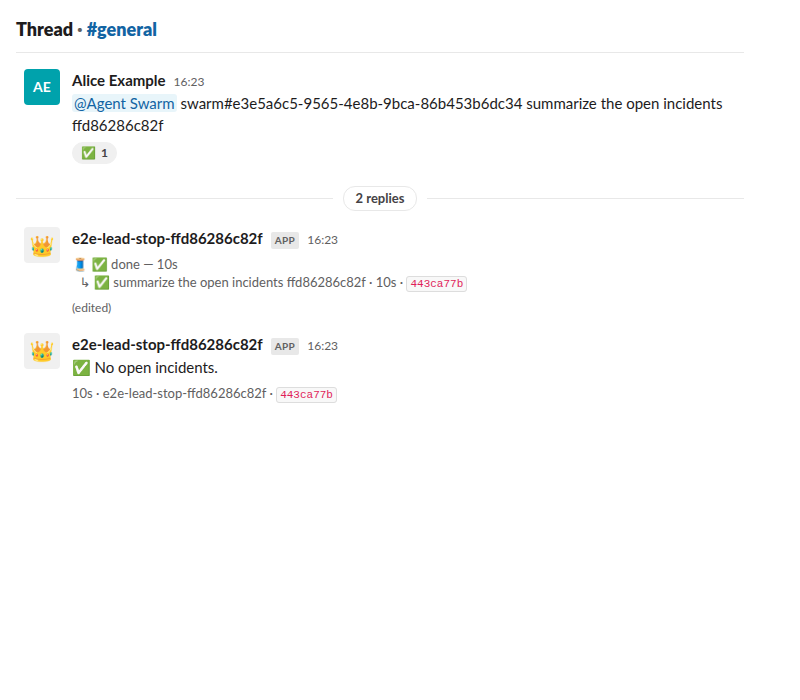 Thread • #general
AE
Alice Example 16:23
@Agent Swarm swarm#e3e5a6c5-9565-4e8b-9bca-86b453b6dc34 summarize the open incidents
ffd86286c82f
✅ 1
2 replies
e2e-lead-stop-ffd86286c82f APP 16:23
🧵 ✅ done — 10s
↳ ✅ summarize the open incidents ffd86286c82f · 10s · 443ca77b
(edited)
e2e-lead-stop-ffd86286c82f APP 16:23
✅ No open incidents.
10s · e2e-lead-stop-ffd86286c82f · 443ca77b